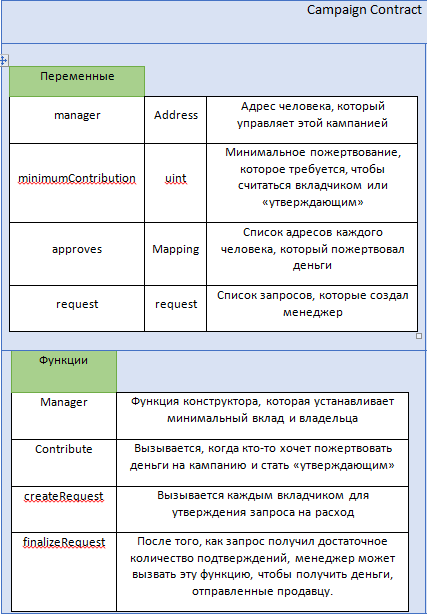 Campaign Contract
Переменные
manager
Address
Адрес человека, который
управляет этой кампанией
minimumContribution
uint
Минимальное пожертвование,
которое требуется, чтобы
считаться вкладчиком или
«утверждающим»
approves
Mapping
Список адресов каждого
человека, который пожертвовал
деньги
request
request
Список запросов, которые создал
менеджер
Функции
Manager
Функция конструктора, которая устанавливает
минимальный вклад и владельца
Contribute
Вызывается, когда кто-то хочет пожертвовать
деньги на кампанию и стать «утверждающим»
createRequest
Вызывается каждым вкладчиком для
утверждения запроса на расход
finalizeRequest
После того, как запрос получил достаточное
количество подтверждений, менеджер может
вызвать эту функцию, чтобы получить деньги,
отправленные продавцу.